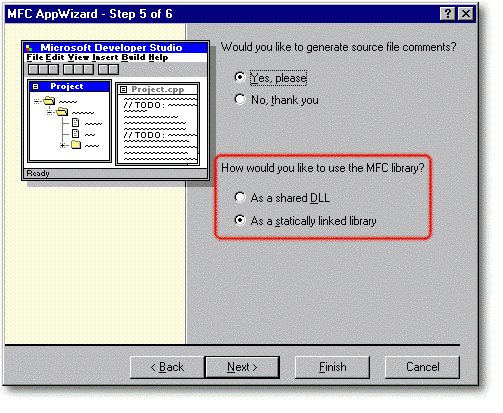 MFC AppWizard - Step 5 of 6
Microsoft Developer Studio
File Edit View Insert Build Help
Project
Project.cpp
// TODO:
// TODO:
Ready
Would you like to generate source file comments?
Yes, please
No, thank you
How would you like to use the MFC library?
As a shared DLL
As a statically linked library
< Back
Next >
Finish
Cancel